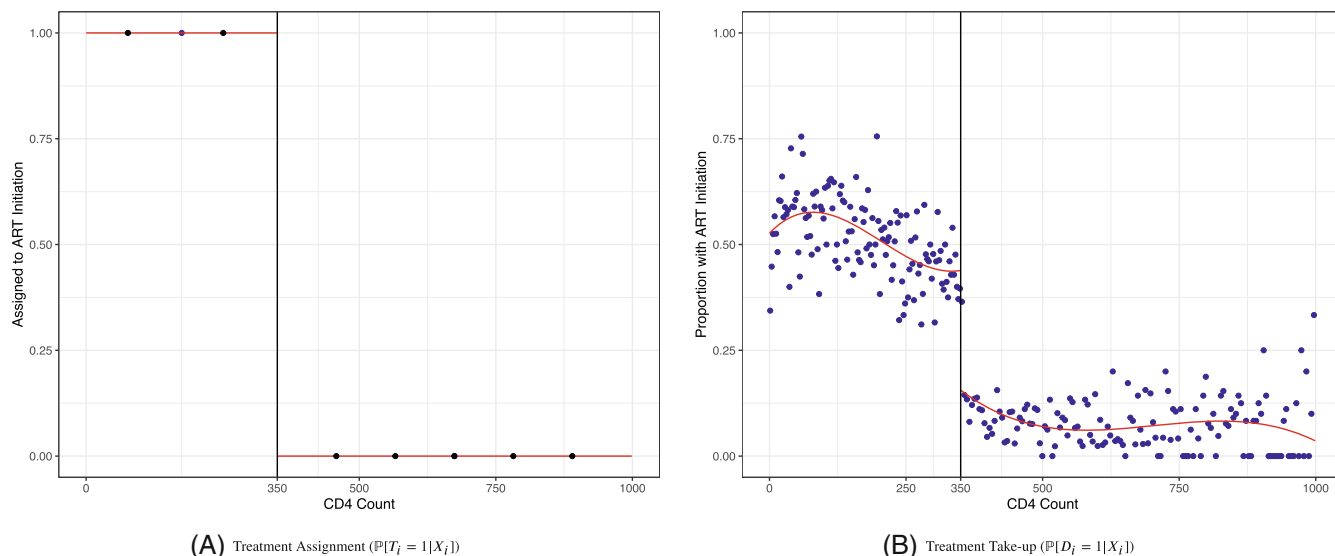 1.00
0.75
0.50
0.25
0.00
Assigned to ART Initiation
0 350 500 750 1000
CD4 Count
(A) Treatment Assignment (ℙ[T_i = 1|X_i])
1.00
0.75
0.50
0.25
0.00
Proportion with ART Initiation
0 250 350 500 750 1000
CD4 Count
(B) Treatment Take-up (ℙ[D_i = 1|X_i])